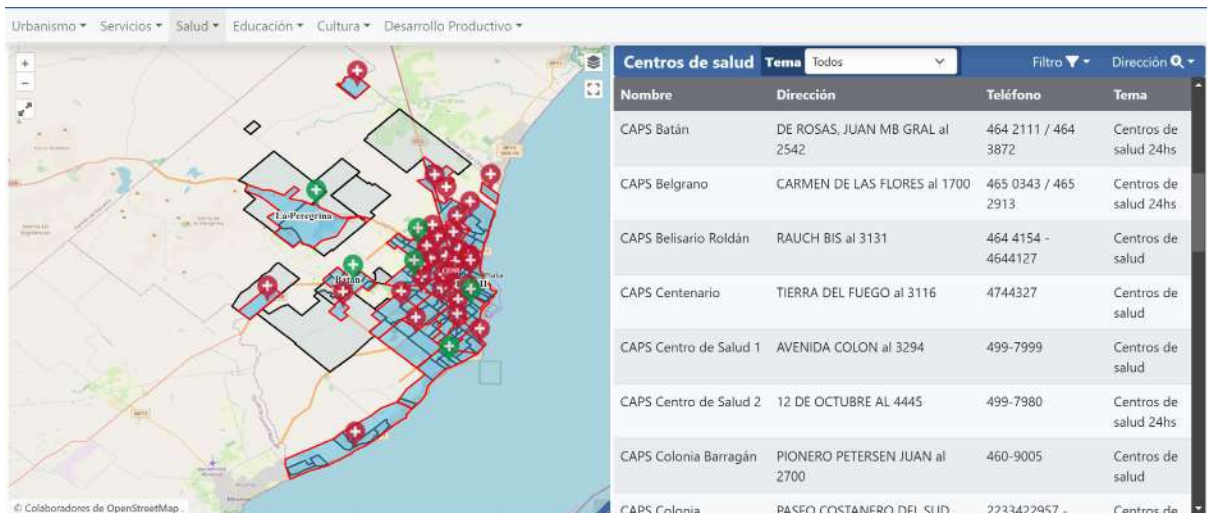 Urbanismo Servicios Salud Educación Cultura Desarrollo Productivo
+
−
La Peregrina
Batán
Plata
© Colaboradores de OpenStreetMap
Centros de salud Tema Todos Filtro Dirección
Nombre Dirección Teléfono Tema
CAPS Batán DE ROSAS, JUAN MB GRAL al 464 2111 / 464 Centros de
2542 3872 salud 24hs
CAPS Belgrano CARMEN DE LAS FLORES al 1700 465 0343 / 465 Centros de
2913 salud 24hs
CAPS Belisario Roldán RAUCH BIS al 3131 464 4154 - Centros de
4644127 salud
CAPS Centenario TIERRA DEL FUEGO al 3116 4744327 Centros de
salud
CAPS Centro de Salud 1 AVENIDA COLON al 3294 499-7999 Centros de
salud
CAPS Centro de Salud 2 12 DE OCTUBRE AL 4445 499-7980 Centros de
salud 24hs
CAPS Colonia Barragán PIONERO PETERSEN JUAN al 460-9005 Centros de
2700 salud
CAPS Colonia PASEO COSTANERO DEL SUD 2233422957 - Centros de